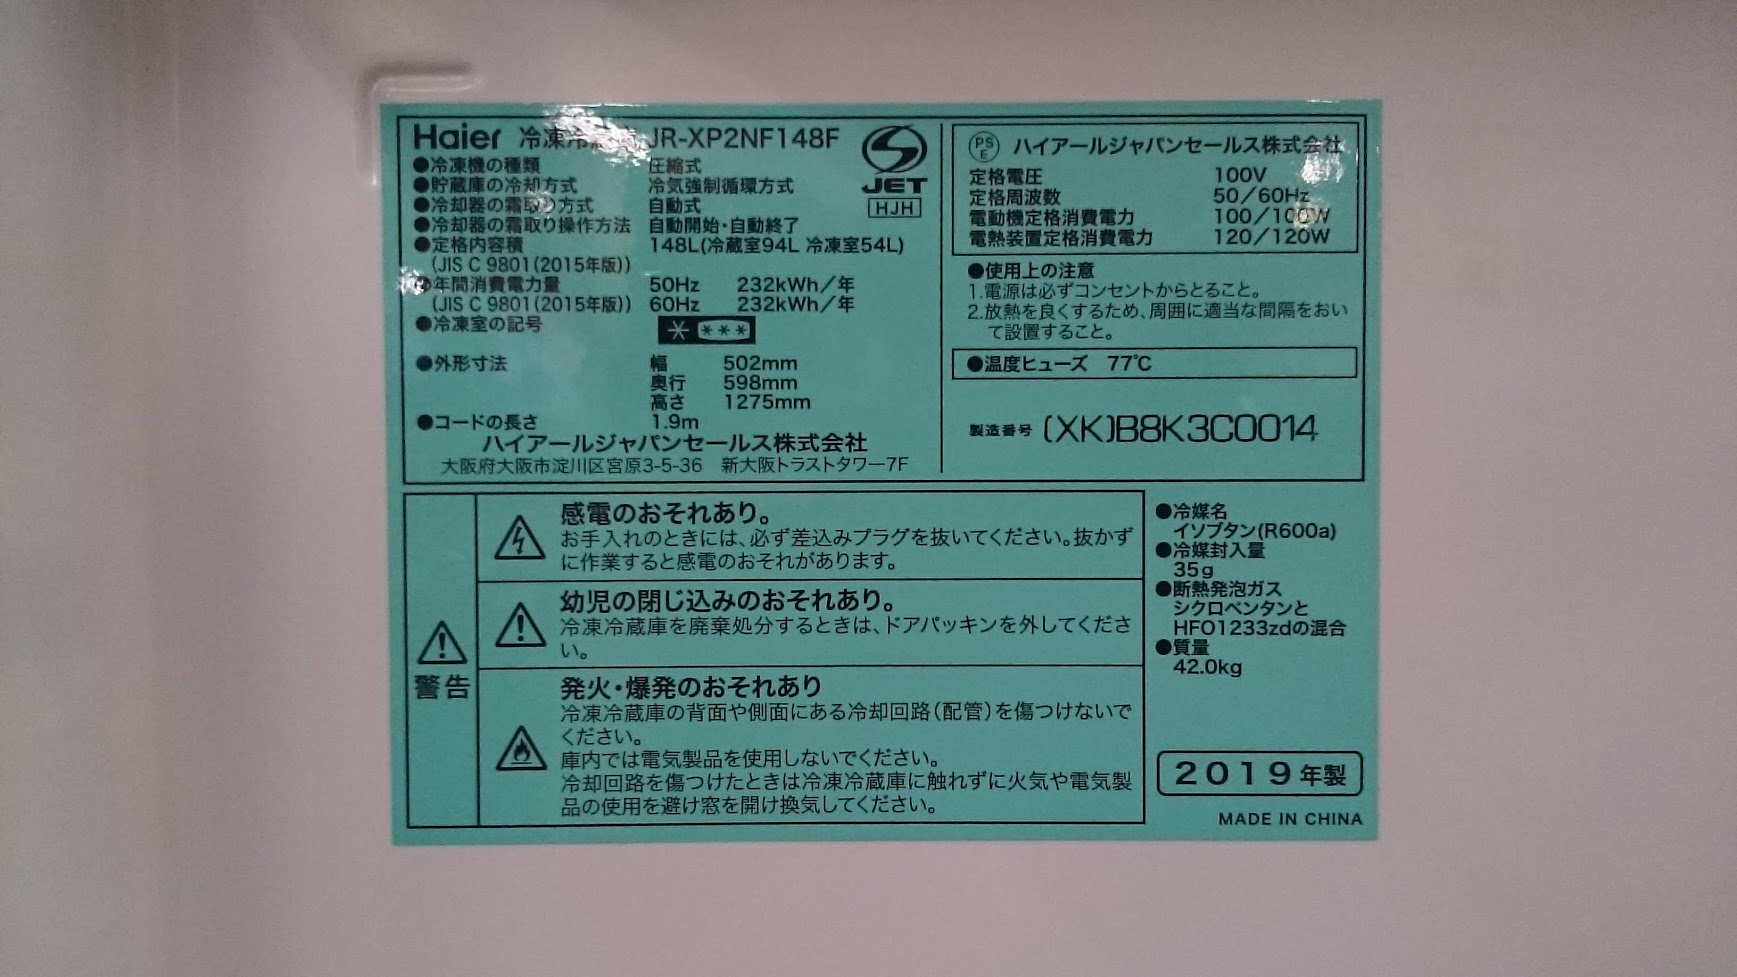 Haier 冷凍冷蔵庫 JR-XP2NF148F
●冷凍機の種類 圧縮式
●貯蔵庫の冷却方式 冷気強制循環方式
●冷却器の霜取り方式 自動式
●冷却器の霜取り操作方法 自動開始・自動終了
●定格内容積 148L(冷蔵室94L 冷凍室54L)
(JIS C 9801(2015年版))
●年間消費電力量 50Hz 232kWh/年
(JIS C 9801(2015年版)) 60Hz 232kWh/年
●冷凍室の記号
●外形寸法 幅 502mm
奥行 598mm
高さ 1275mm
●コードの長さ 1.9m
ハイアールジャパンセールス株式会社
大阪府大阪市淀川区宮原3-5-36 新大阪トラストタワー7F
JET
HJH
PS
E
ハイアールジャパンセールス株式会社
定格電圧 100V
定格周波数 50/60Hz
電動機定格消費電力 100/100W
電熱装置定格消費電力 120/120W
●使用上の注意
1.電源は必ずコンセントからとること。
2.放熱を良くするため、周囲に適当な間隔をおい
て設置すること。
●温度ヒューズ 77℃
製造番号 (XK)B8K3C0014
警告
感電のおそれあり。
お手入れのときには、必ず差込みプラグを抜いてください。抜かず
に作業すると感電のおそれがあります。
幼児の閉じ込みのおそれあり。
冷凍冷蔵庫を廃棄処分するときは、ドアパッキンを外してくださ
い。
発火・爆発のおそれあり
冷凍冷蔵庫の背面や側面にある冷却回路(配管)を傷つけないで
ください。
庫内では電気製品を使用しないでください。
冷却回路を傷つけたときは冷凍冷蔵庫に触れずに火気や電気製
品の使用を避け窓を開け換気してください。
●冷媒名
イソブタン(R600a)
●冷媒封入量
35g
●断熱発泡ガス
シクロペンタンと
HFO1233zdの混合
●質量
42.0kg
2019年製
MADE IN CHINA